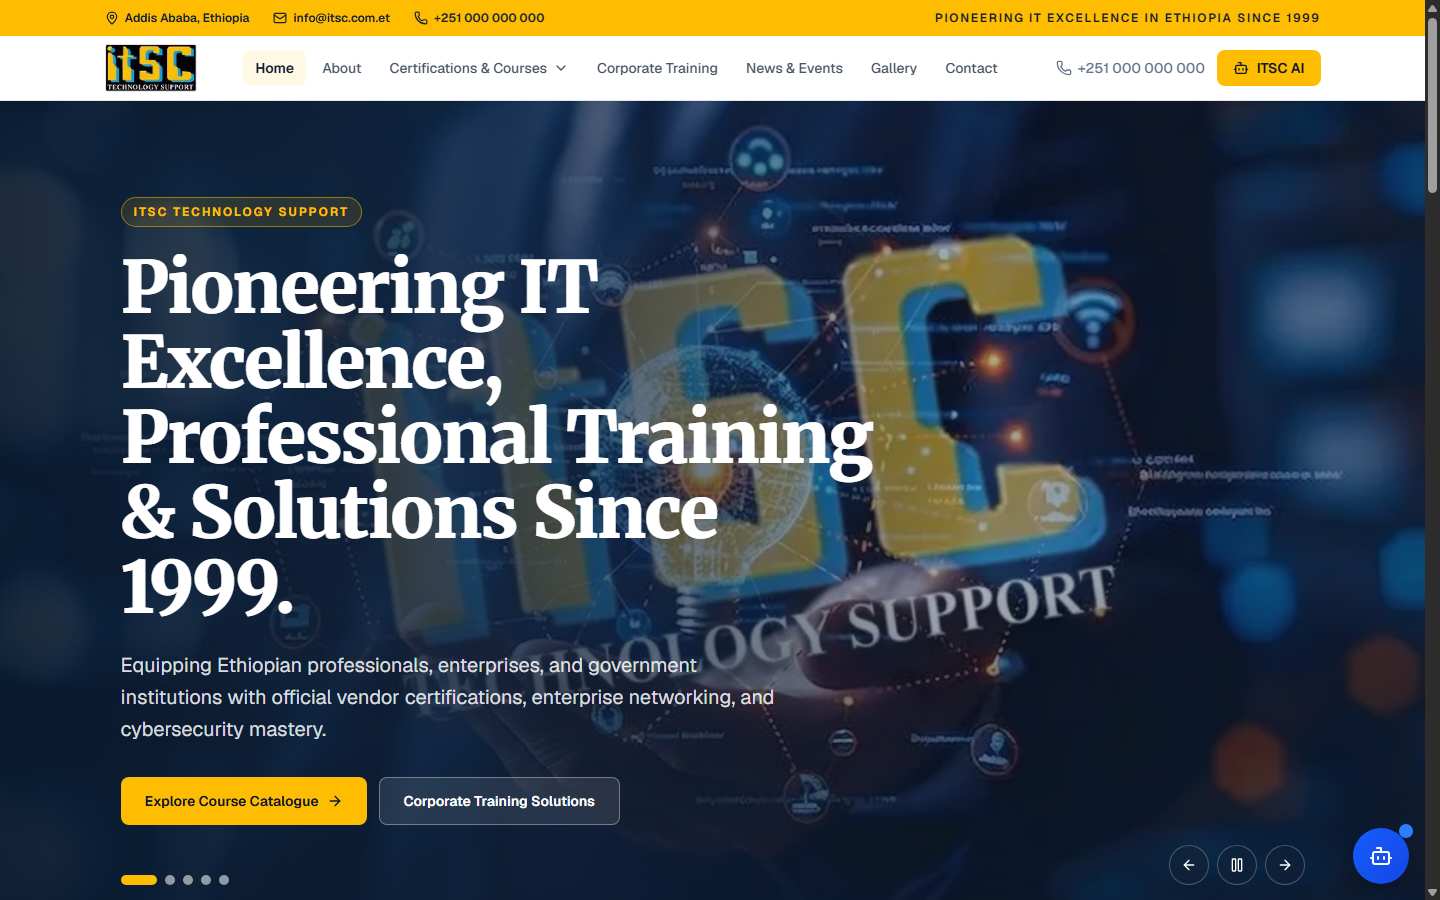 Addis Ababa, Ethiopia
info@itsc.com.et
+251 000 000 000
PIONEERING IT EXCELLENCE IN ETHIOPIA SINCE 1999
itSC
TECHNOLOGY SUPPORT
Home
About
Certifications & Courses
Corporate Training
News & Events
Gallery
Contact
+251 000 000 000
ITSC AI
ITSC TECHNOLOGY SUPPORT
Pioneering IT
Excellence,
Professional Training
& Solutions Since
1999.
itSC
TECHNOLOGY SUPPORT
Equipping Ethiopian professionals, enterprises, and government
institutions with official vendor certifications, enterprise networking, and
cybersecurity mastery.
Explore Course Catalogue
Corporate Training Solutions